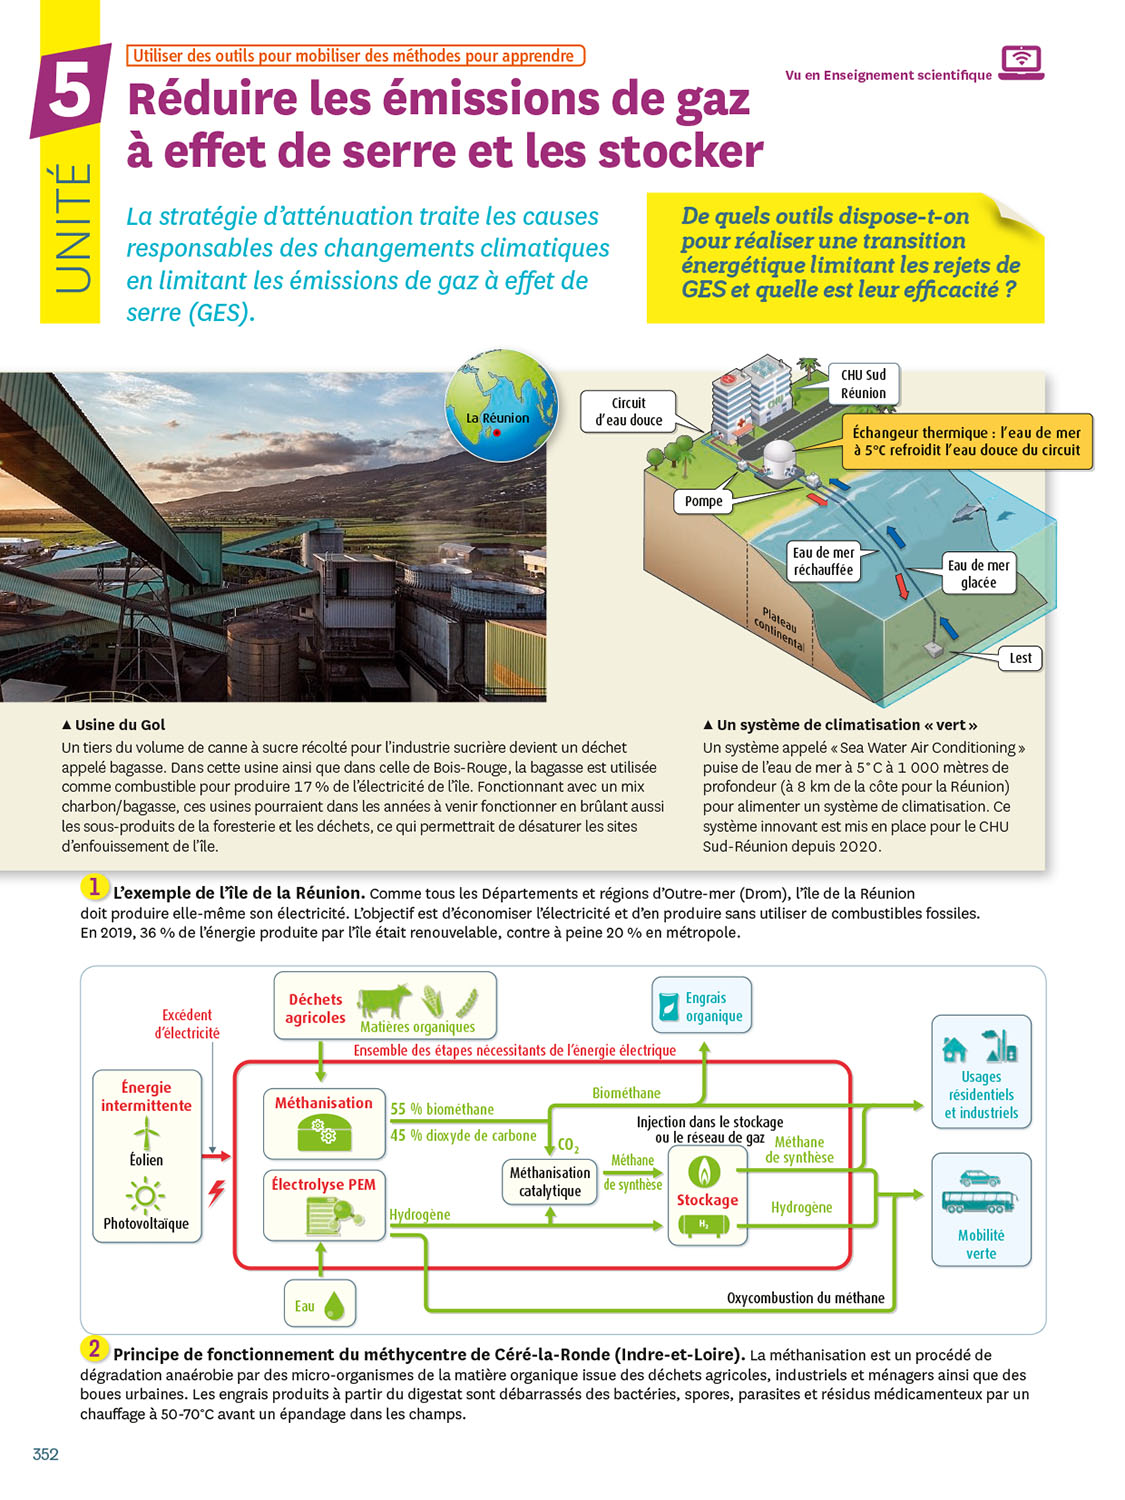 UNITÉ
5
Utiliser des outils pour mobiliser des méthodes pour apprendre
Vu en Enseignement scientifique
Réduire les émissions de gaz
à effet de serre et les stocker
La stratégie d'atténuation traite les causes
responsables des changements climatiques
en limitant les émissions de gaz à effet de
serre (GES).
De quels outils dispose-t-on
pour réaliser une transition
énergétique limitant les rejets de
GES et quelle est leur efficacité ?
La Réunion
CHU Sud
Réunion
CHU
Circuit
d'eau douce
Échangeur thermique : l'eau de mer
à 5°C refroidit l'eau douce du circuit
Pompe
Eau de mer
réchauffée
Eau de mer
glacée
Plateau
continental
Lest
▲ Usine du Gol
Un tiers du volume de canne à sucre récolté pour l'industrie sucrière devient un déchet
appelé bagasse. Dans cette usine ainsi que dans celle de Bois-Rouge, la bagasse est utilisée
comme combustible pour produire 17 % de l'électricité de l'île. Fonctionnant avec un mix
charbon/bagasse, ces usines pourraient dans les années à venir fonctionner en brûlant aussi
les sous-produits de la foresterie et les déchets, ce qui permettrait de désaturer les sites
d'enfouissement de l'île.
▲ Un système de climatisation « vert »
Un système appelé « Sea Water Air Conditioning »
puise de l'eau de mer à 5° C à 1 000 mètres de
profondeur (à 8 km de la côte pour la Réunion)
pour alimenter un système de climatisation. Ce
système innovant est mis en place pour le CHU
Sud-Réunion depuis 2020.
1 L'exemple de l'île de la Réunion. Comme tous les Départements et régions d'Outre-mer (Drom), l'île de la Réunion
doit produire elle-même son électricité. L'objectif est d'économiser l'électricité et d'en produire sans utiliser de combustibles fossiles.
En 2019, 36 % de l'énergie produite par l'île était renouvelable, contre à peine 20 % en métropole.
Excédent
d'électricité
Déchets
agricoles
Matières organiques
Engrais
organique
Ensemble des étapes nécessitants de l'énergie électrique
Énergie
intermittente
Éolien
Photovoltaïque
Méthanisation
55 % biométhane
45 % dioxyde de carbone
Biométhane
CO₂
Injection dans le stockage
ou le réseau de gaz
Méthane
de synthèse
Usages
résidentiels
et industriels
Électrolyse PEM
Hydrogène
Méthanisation
catalytique
Méthane
de synthèse
Stockage
H₂
Hydrogène
Mobilité
verte
Eau
Oxycombustion du méthane
2 Principe de fonctionnement du méthycentre de Céré-la-Ronde (Indre-et-Loire). La méthanisation est un procédé de
dégradation anaérobie par des micro-organismes de la matière organique issue des déchets agricoles, industriels et ménagers ainsi que des
boues urbaines. Les engrais produits à partir du digestat sont débarrassés des bactéries, spores, parasites et résidus médicamenteux par un
chauffage à 50-70°C avant un épandage dans les champs.
352